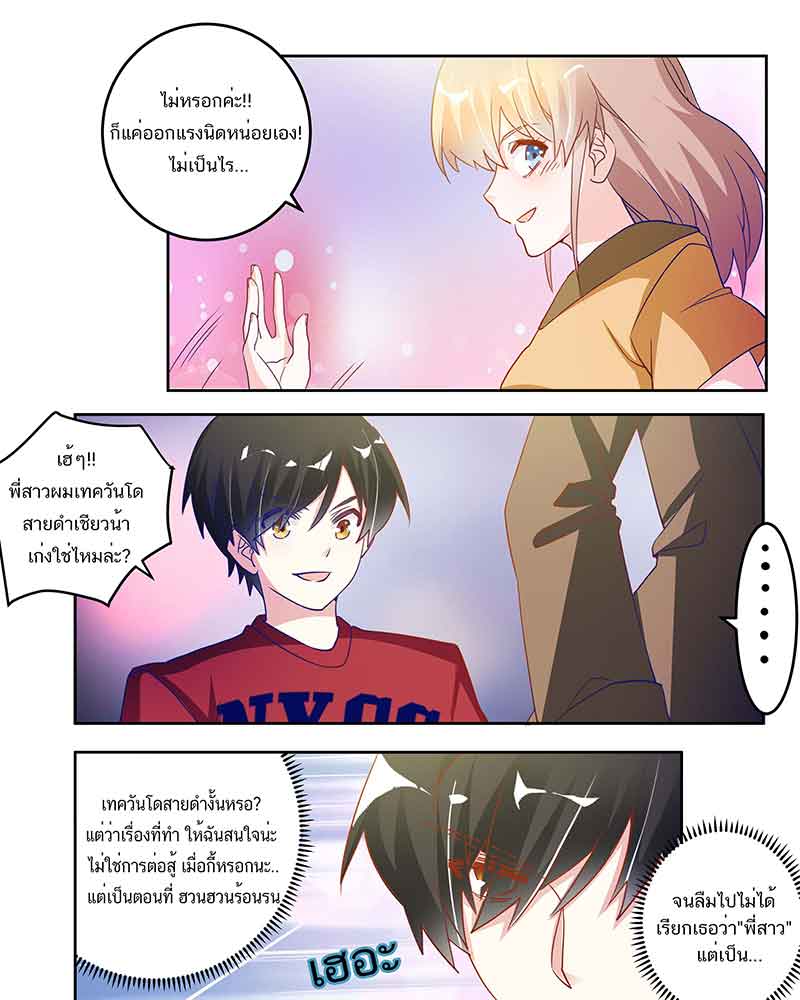 ไม่หรอกค่ะ!!
ก็แค่ออกแรงนิดหน่อยเอง!
ไม่เป็นไร...
เฮ้ๆ!!
พี่สาวผมเทควันโด
สายดำเชียวน้า
เก่งใช่ไหมล่ะ?
......
NYCC
เทควันโดสายดำงั้นหรอ?
แต่ว่าเรื่องที่ทำ ให้ฉันสนใจน่ะ
ไม่ใช่การต่อสู้ เมื่อกี้หรอกนะ..
แต่เป็นตอนที่ ฮวนฮวนร้อนรน
จนลืมไปไม่ได้
เรียกเธอว่า"พี่สาว"
แต่เป็น...
เฮอะ